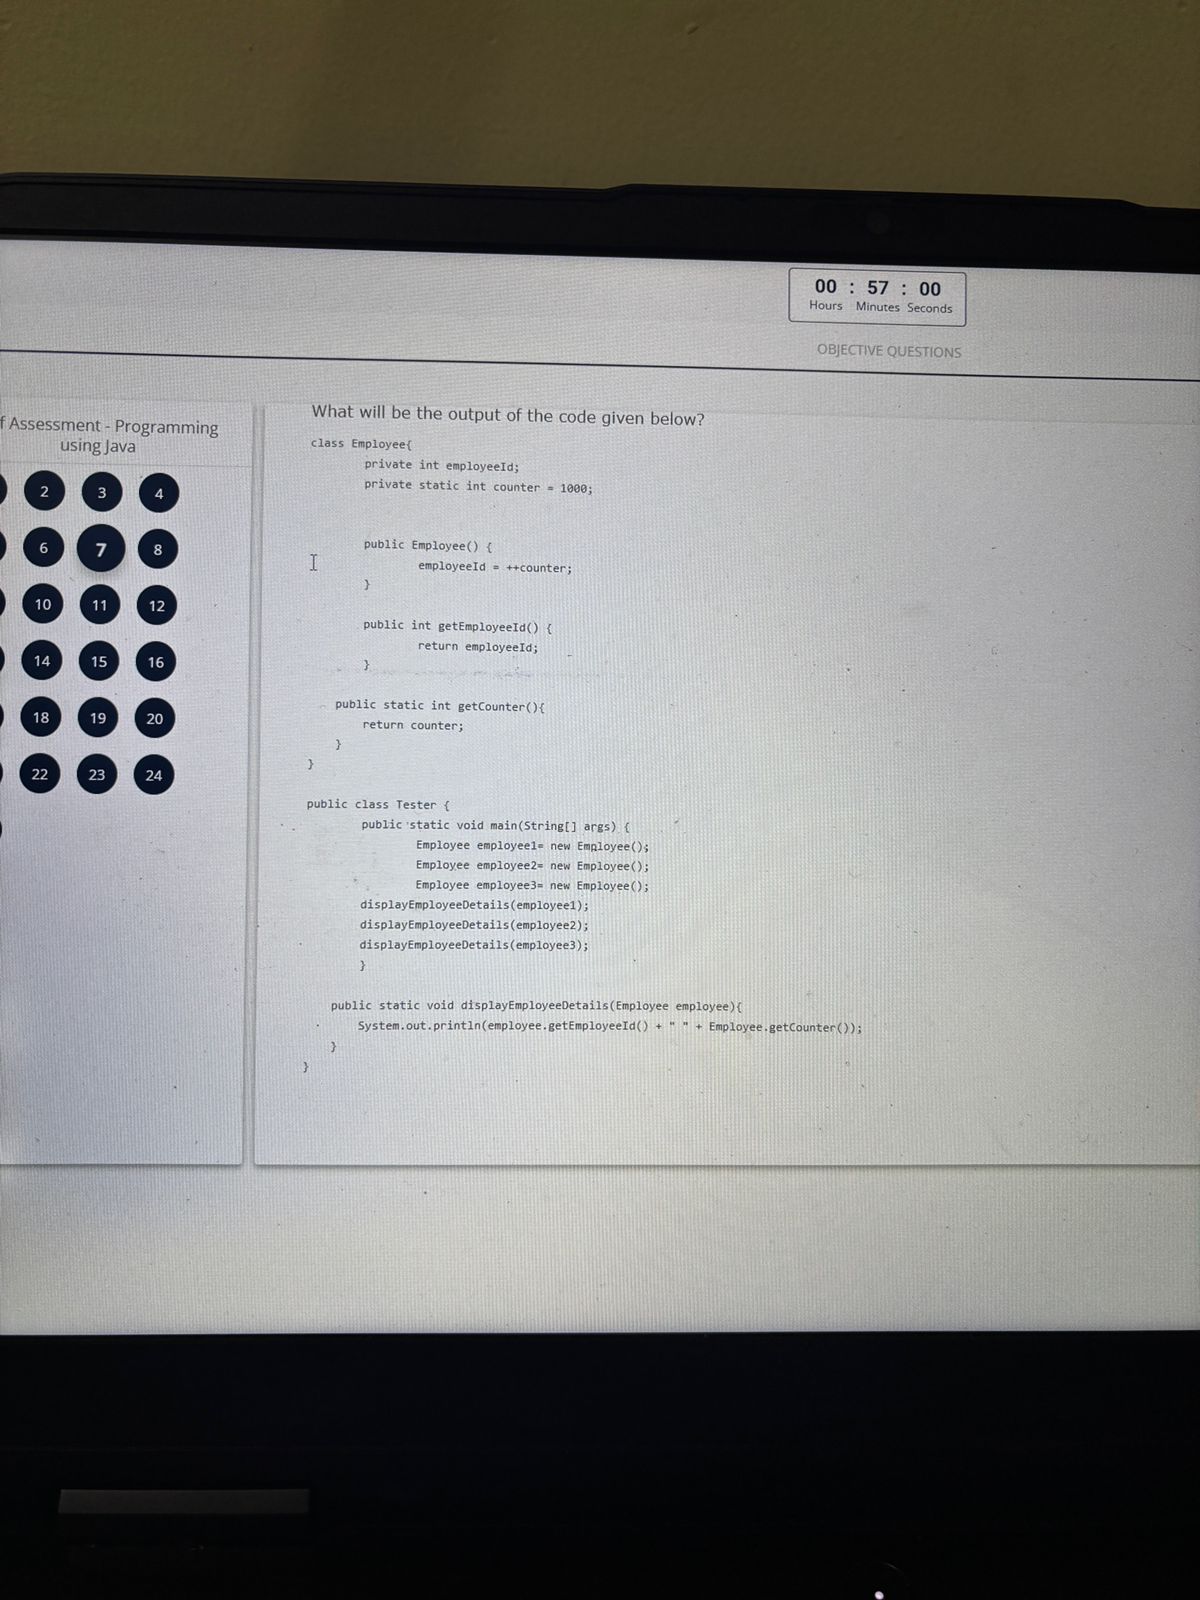 00 : 57 : 00
Hours Minutes Seconds
OBJECTIVE QUESTIONS
f Assessment - Programming
using Java
2 3 4
6 7 8
10 11 12
14 15 16
18 19 20
22 23 24
What will be the output of the code given below?
class Employee{
private int employeeId;
private static int counter = 1000;
public Employee() {
employeeId = ++counter;
}
public int getEmployeeId() {
return employeeId;
}
public static int getCounter(){
return counter;
}
}
public class Tester {
public static void main(String[] args) {
Employee employee1= new Employee();
Employee employee2= new Employee();
Employee employee3= new Employee();
displayEmployeeDetails(employee1);
displayEmployeeDetails(employee2);
displayEmployeeDetails(employee3);
}
public static void displayEmployeeDetails(Employee employee){
System.out.println(employee.getEmployeeId() + " " + Employee.getCounter());
}
}